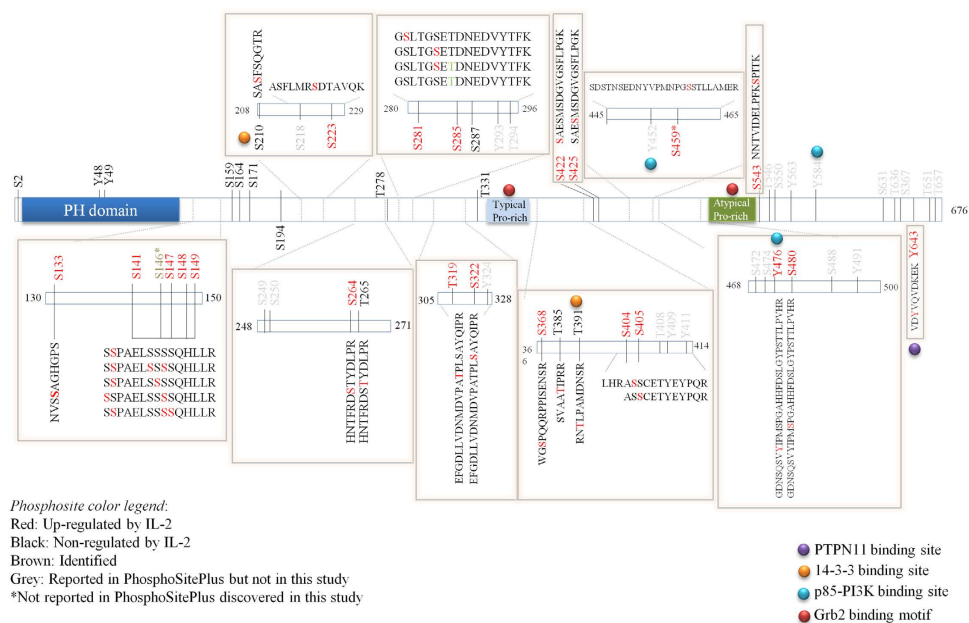 SASFSQGTR
ASFLMRSDTAVQK
208
229
S210
S218
S223
GSLTGSETDNEDVYTFK
GSLTGSETDNEDVYTFK
GSLTGSETDNEDVYTFK
GSLTGSETDNEDVYTFK
280
296
S281
S285
S287
Y293
T294
SAESMSDGVGSFLPGK
SAESMSDGVGSFLPGK
S422
S425
SDSTNSEDNYVPMNPGSSTLLAMER
445
465
Y452
S459*
NNTVIDELPFKSPITK
S543
S2
Y48
Y49
S159
S164
S171
S194
T278
T331
S550
Y563
Y584
S631
T636
S367
T651
T657
PH domain
Typical
Pro-rich
Atypical
Pro-rich
676
S133
S141
S146*
S147
S148
S149
130
150
NVSSAGHGPS
SSPAELSSSSQHLLR
SSPAELSSSSQHLLR
SSPAELSSSSQHLLR
SSPAELSSSSQHLLR
SSPAELSSSSQHLLR
S249
S250
S264
T265
248
271
HNTERDSTYDLPR
HNTERDSTYDLPR
T319
S322
Y324
305
328
EFGDLLVDNMDVPATPLSAYQIPR
EFGDLLVDNMDVPATPLSAYQIPR
S368
T385
T391
S404
S405
T408
Y409
Y411
36
6
414
WGSPQQRPPISENSR
SVAATIPRR
RNTLPAMDNSR
LHRASSCETYEYPQR
ASSCETYEYPQR
S472
S474
Y476
S480
S488
Y491
468
500
GDNSQSVYIPMSPGAHHFDSLGYPSTTLPVHR
GDNSQSVYIPMSPGAHHFDSLGYPSTTLPVHR
Y643
VDYVQVDKEK
Phosphosite color legend:
Red: Up-regulated by IL-2
Black: Non-regulated by IL-2
Brown: Identified
Grey: Reported in PhosphoSitePlus but not in this study
*Not reported in PhosphoSitePlus discovered in this study
PTPN11 binding site
14-3-3 binding site
p85-PI3K binding site
Grb2 binding motif